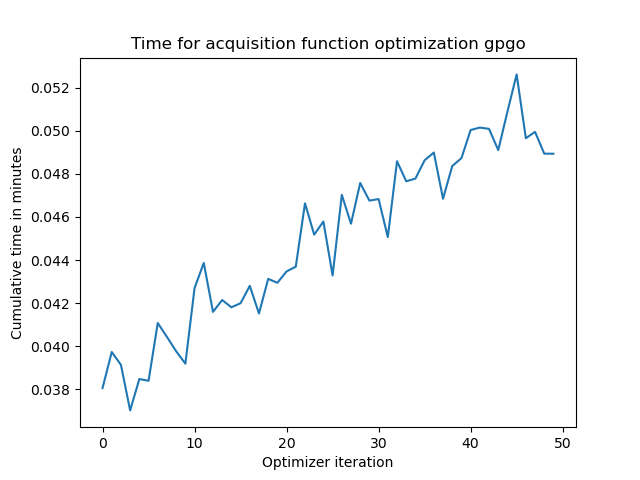 Time for acquisition function optimization gpgo
0.052
0.050
0.048
0.046
0.044
0.042
0.040
0.038
Cumulative time in minutes
0 10 20 30 40 50
Optimizer iteration